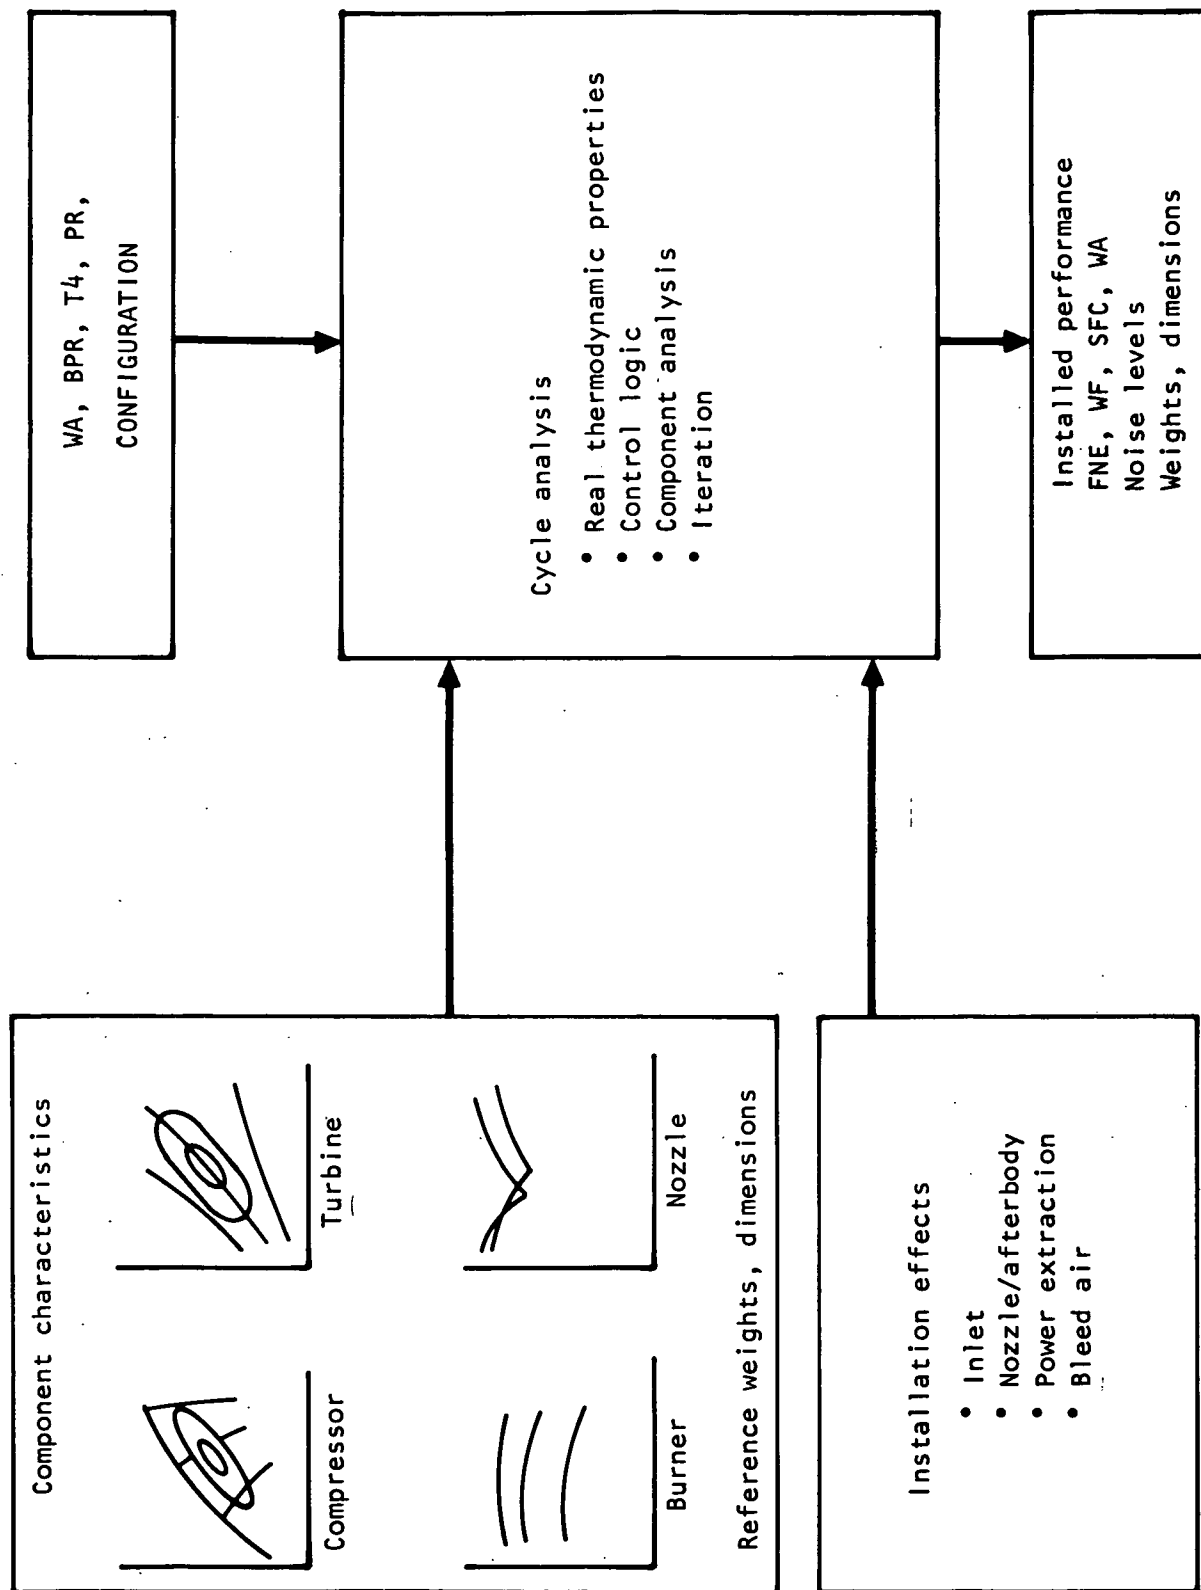 Component characteristics
Compressor
Turbine
Burner
Nozzle
Reference weights, dimensions
Installation effects
• Inlet
• Nozzle/afterbody
• Power extraction
• Bleed air
WA, BPR, T4, PR,
CONFIGURATION
Cycle analysis
• Real thermodynamic properties
• Control logic
• Component analysis
• Iteration
Installed performance
FNE, WF, SFC, WA
Noise levels
Weights, dimensions